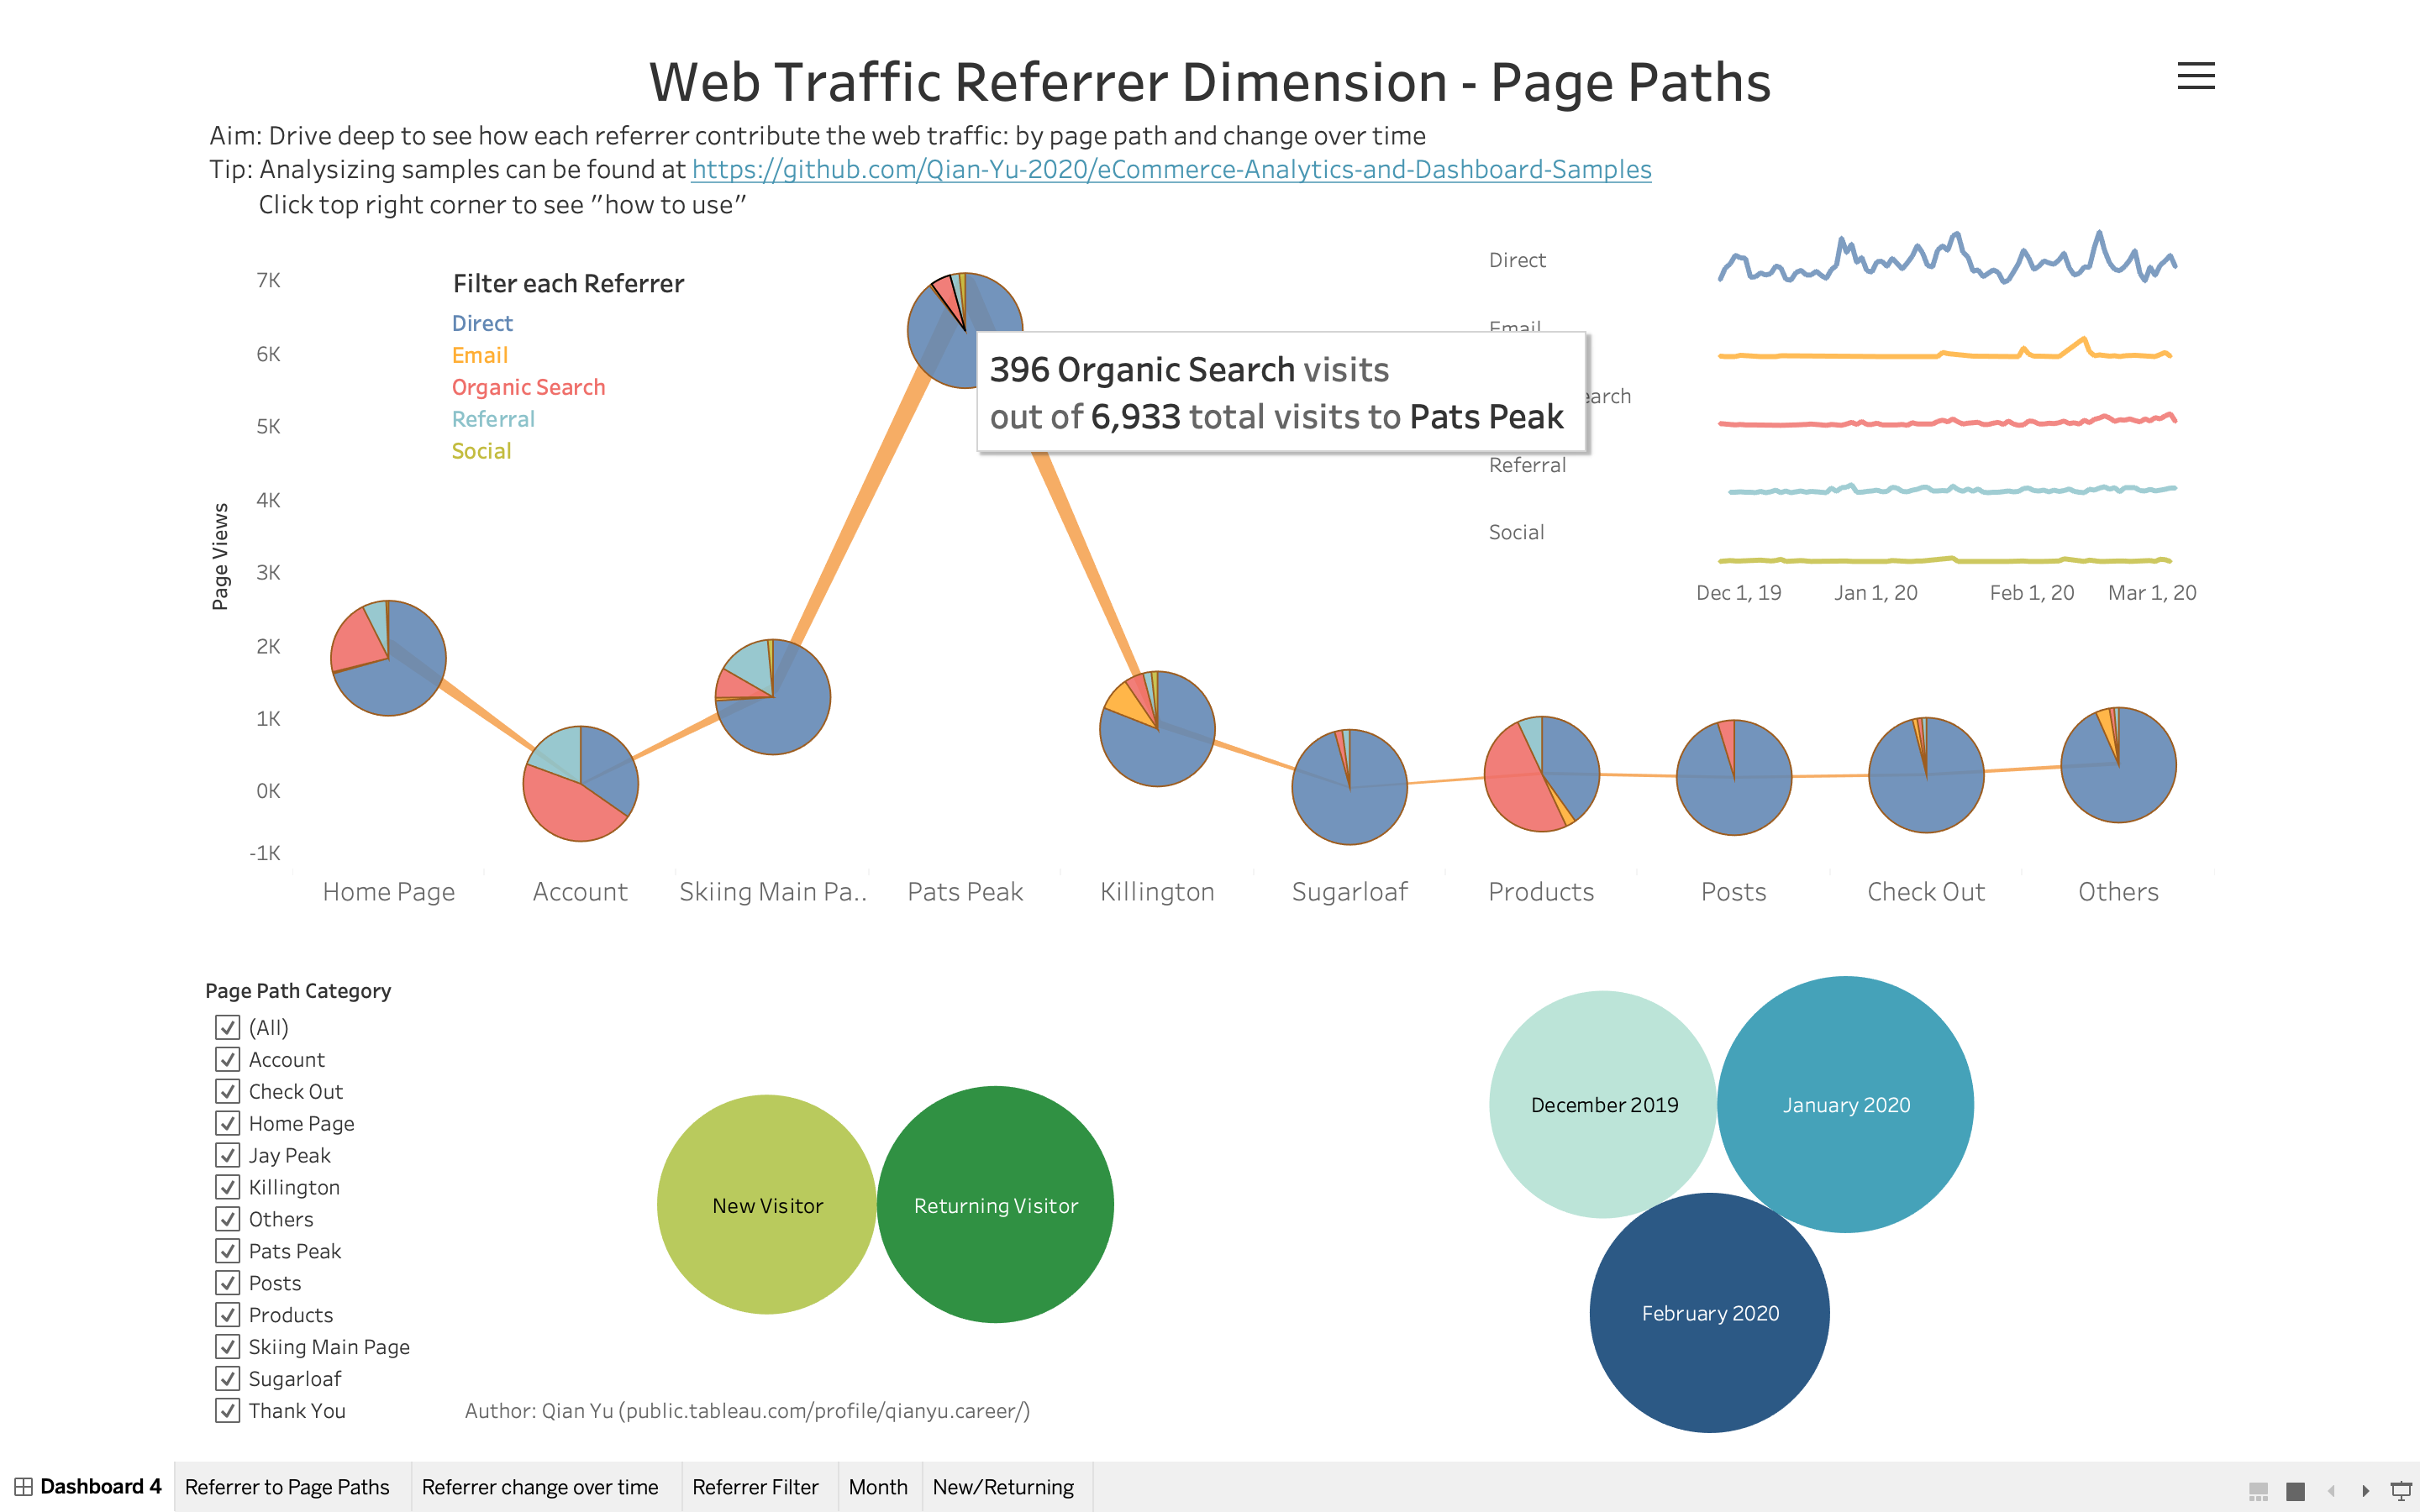 Web Traffic Referrer Dimension - Page Paths
Aim: Drive deep to see how each referrer contribute the web traffic: by page path and change over time
Tip: Analysizing samples can be found at https://github.com/Qian-Yu-2020/eCommerce-Analytics-and-Dashboard-Samples
Click top right corner to see "how to use"
Filter each Referrer
Direct
Email
Organic Search
Referral
Social
Page Views
7K
6K
5K
4K
3K
2K
1K
0K
-1K
396 Organic Search visits
out of 6,933 total visits to Pats Peak
Direct
Email
earch
Referral
Social
Dec 1, 19 Jan 1, 20 Feb 1, 20 Mar 1, 20
Home Page Account Skiing Main Pa.. Pats Peak Killington Sugarloaf Products Posts Check Out Others
Page Path Category
(All)
Account
Check Out
Home Page
Jay Peak
Killington
Others
Pats Peak
Posts
Products
Skiing Main Page
Sugarloaf
Thank You
New Visitor
Returning Visitor
December 2019
January 2020
February 2020
Author: Qian Yu (public.tableau.com/profile/qianyu.career/)
Dashboard 4 Referrer to Page Paths Referrer change over time Referrer Filter Month New/Returning